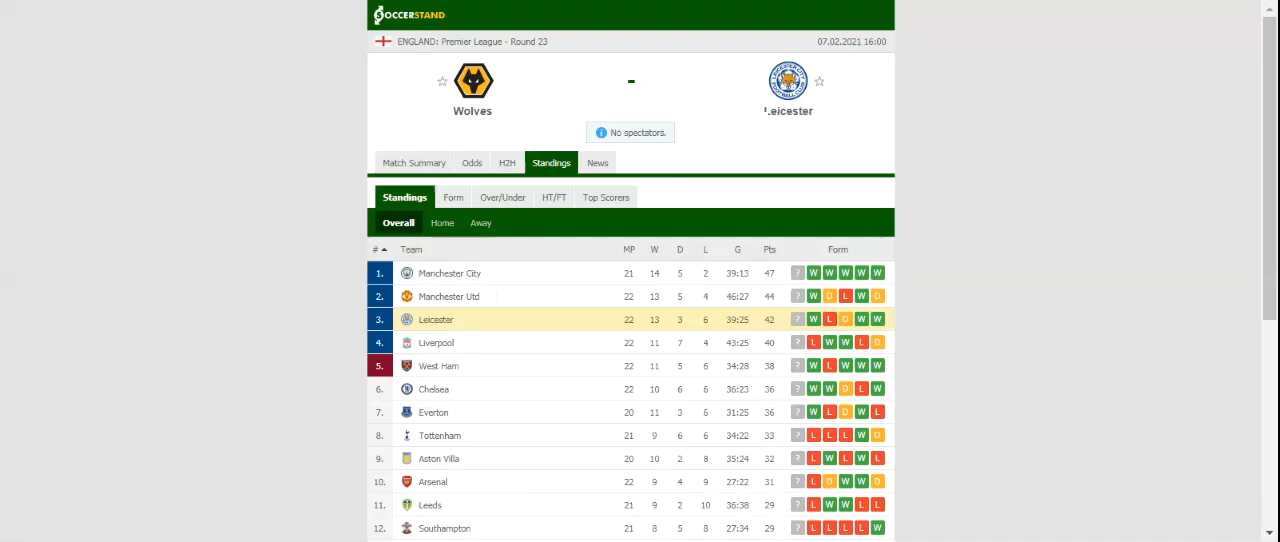 SOCCERSTAND
ENGLAND: Premier League - Round 23 07.02.2021 16:00
-
Wolves Leicester
No spectators.
Match Summary Odds H2H Standings News
Standings Form Over/Under HT/FT Top Scorers
Overall Home Away
# Team MP W D L G Pts Form
1. Manchester City 21 14 5 2 39:13 47 ? W W W W W
2. Manchester Utd 22 13 5 4 46:27 44 ? W D L W D
3. Leicester 22 13 3 6 39:25 42 ? W L D W W
4. Liverpool 22 11 7 4 43:25 40 ? L W W L D
5. West Ham 22 11 5 6 34:28 38 ? W L W W W
6. Chelsea 22 10 6 6 36:23 36 ? W W D L W
7. Everton 20 11 3 6 31:25 36 ? W L D W L
8. Tottenham 21 9 6 6 34:22 33 ? L L L W D
9. Aston Villa 20 10 2 8 35:24 32 ? L W L W L
10. Arsenal 22 9 4 9 27:22 31 ? L D W W D
11. Leeds 21 9 2 10 36:38 29 ? L W W L L
12. Southampton 21 8 5 8 27:34 29 ? L L L L W